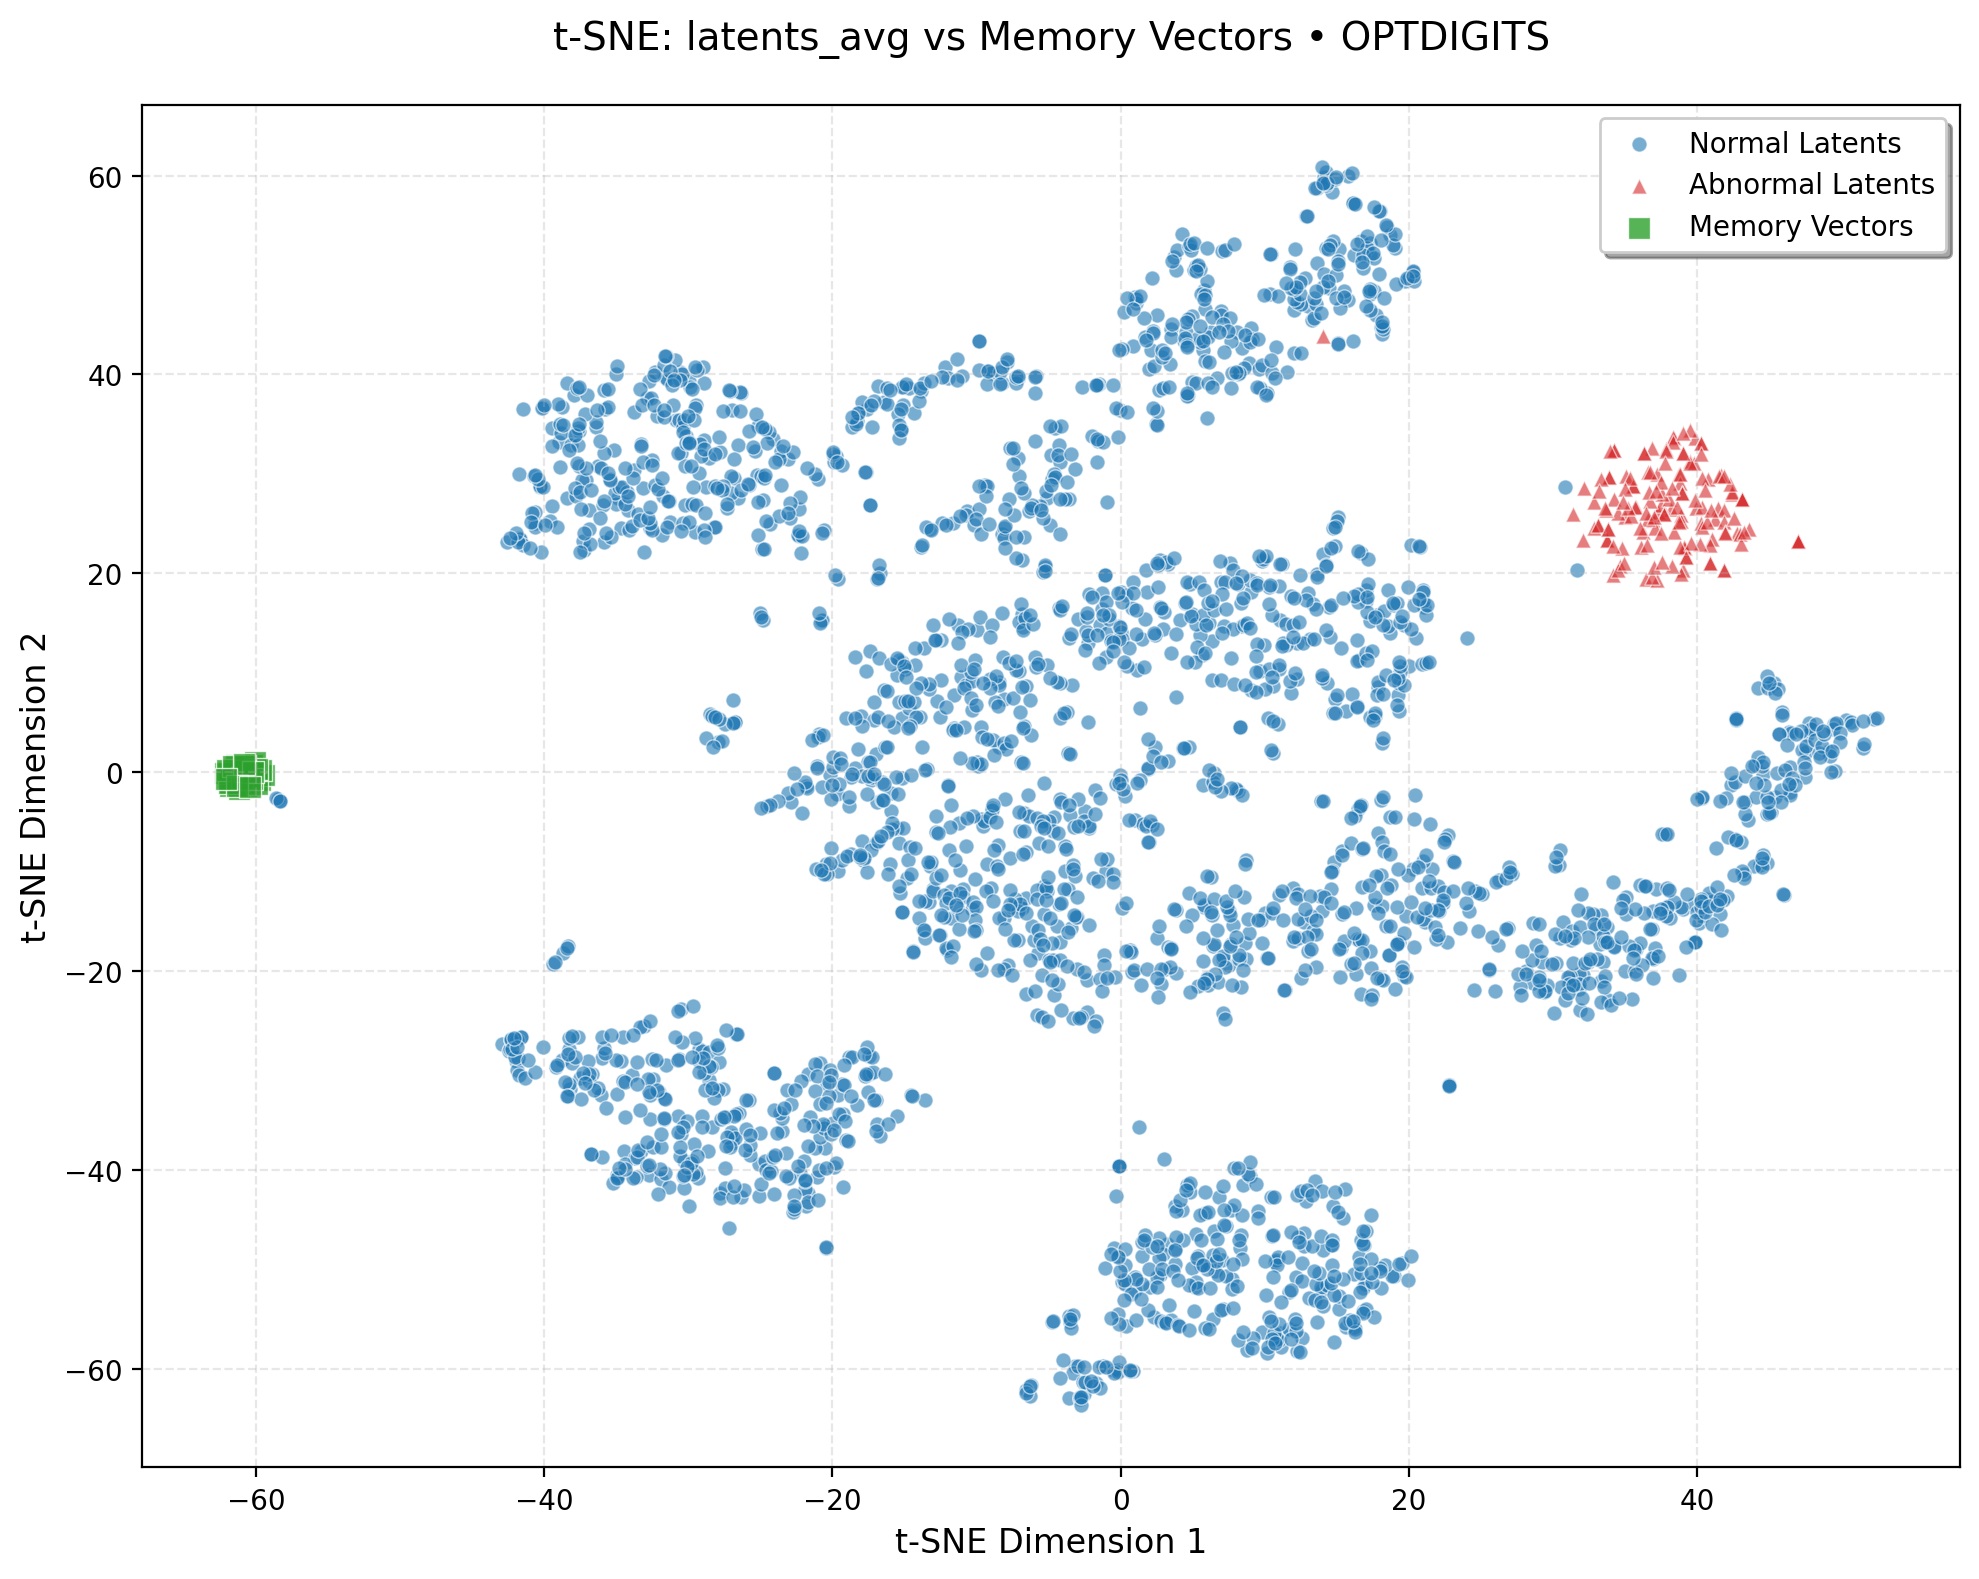 t-SNE: latents_avg vs Memory Vectors • OPTDIGITS
Normal Latents
Abnormal Latents
Memory Vectors
60
40
20
0
−20
−40
−60
t-SNE Dimension 2
−60
−40
−20
0
20
40
t-SNE Dimension 1